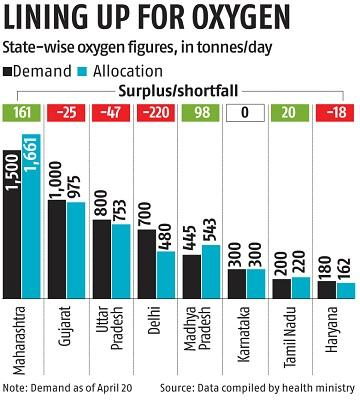 LINING UP FOR OXYGEN
State-wise oxygen figures, in tonnes/day
Demand Allocation
Surplus/shortfall
161 -25 -47 -220 98 0 20 -18
1,500 1,661
1,000 975
800 753
700 480
445 543
300 300
200 220
180 162
Maharashtra
Gujarat
Uttar
Pradesh
Delhi
Madhya
Pradesh
Karnataka
Tamil Nadu
Haryana
Note: Demand as of April 20 Source: Data compiled by health ministry